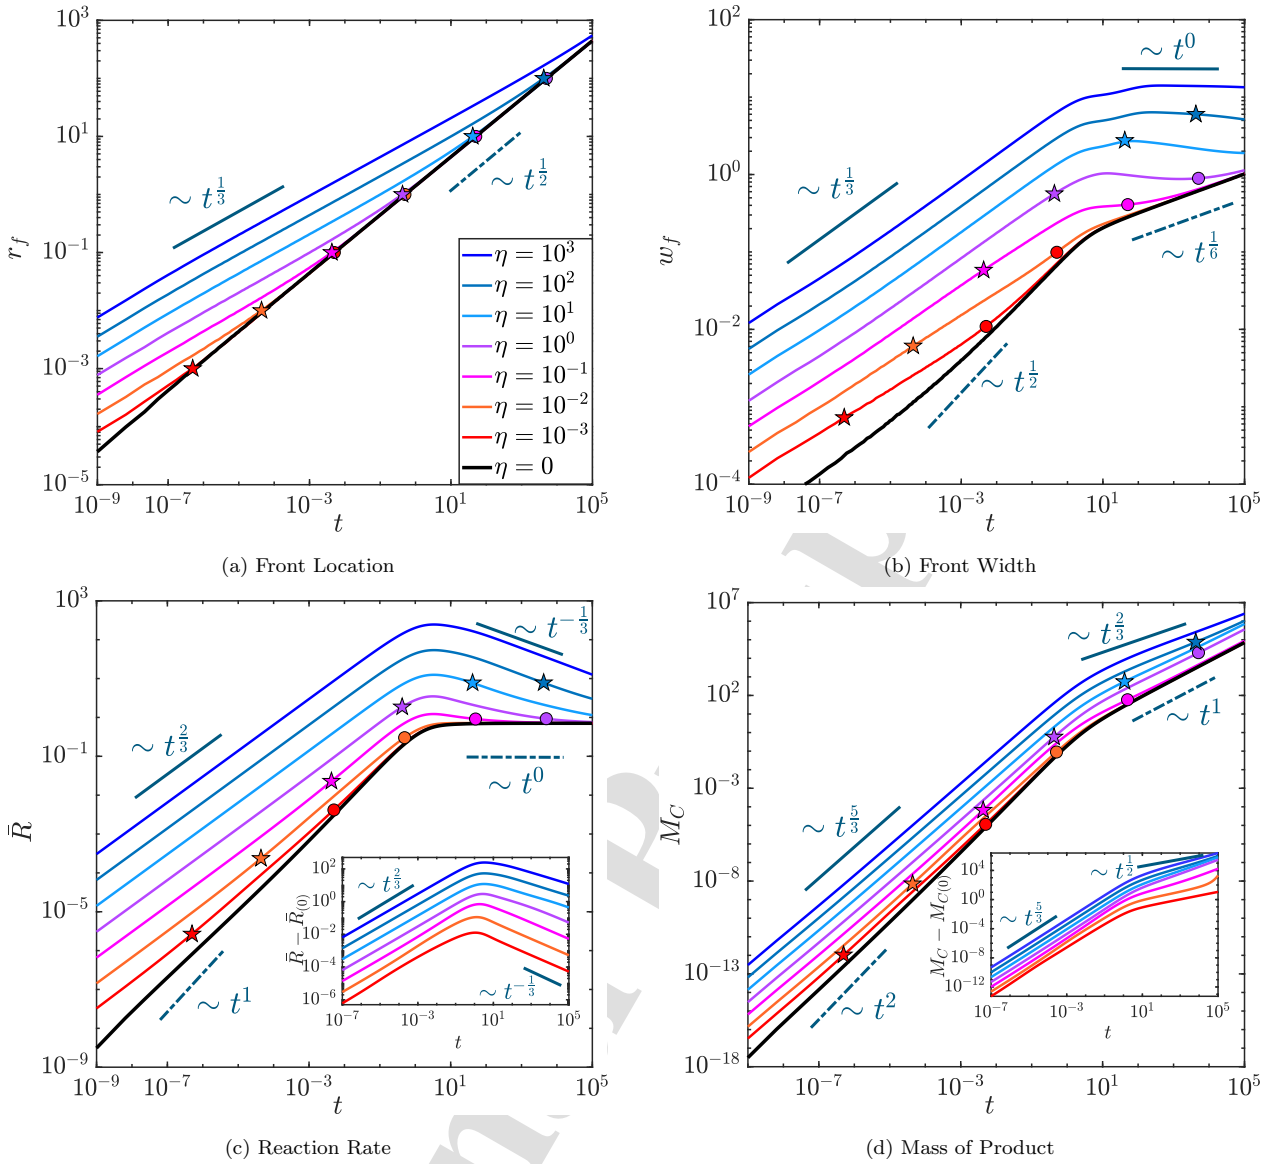 10^3
10^1
10^-1
10^-3
10^-5
r_f
∼ t^{1/3}
∼ t^{1/2}
η = 10^3
η = 10^2
η = 10^1
η = 10^0
η = 10^-1
η = 10^-2
η = 10^-3
η = 0
10^-9 10^-7 10^-3 10^1 10^5
t
(a) Front Location
10^2
10^0
10^-2
10^-4
w_f
∼ t^0
∼ t^{1/3}
∼ t^{1/6}
∼ t^{1/2}
10^-9 10^-7 10^-3 10^1 10^5
t
(b) Front Width
10^3
10^-1
10^-5
10^-9
R̄
∼ t^{-1/3}
∼ t^{2/3}
∼ t^0
∼ t^1
10^2
10^0
10^-2
10^-4
10^-6
R̄ − R̄_(0)
∼ t^{2/3}
∼ t^{-1/3}
10^-7 10^-3 10^1 10^5
t
10^-9 10^-7 10^-3 10^1 10^5
t
(c) Reaction Rate
10^7
10^2
10^-3
10^-8
10^-13
10^-18
M_C
∼ t^{2/3}
∼ t^1
∼ t^{5/3}
∼ t^2
10^4
10^0
10^-4
10^-8
10^-12
M_C − M_C(0)
∼ t^{1/2}
∼ t^{5/3}
10^-7 10^-3 10^1 10^5
t
10^-7 10^-3 10^1 10^5
t
(d) Mass of Product